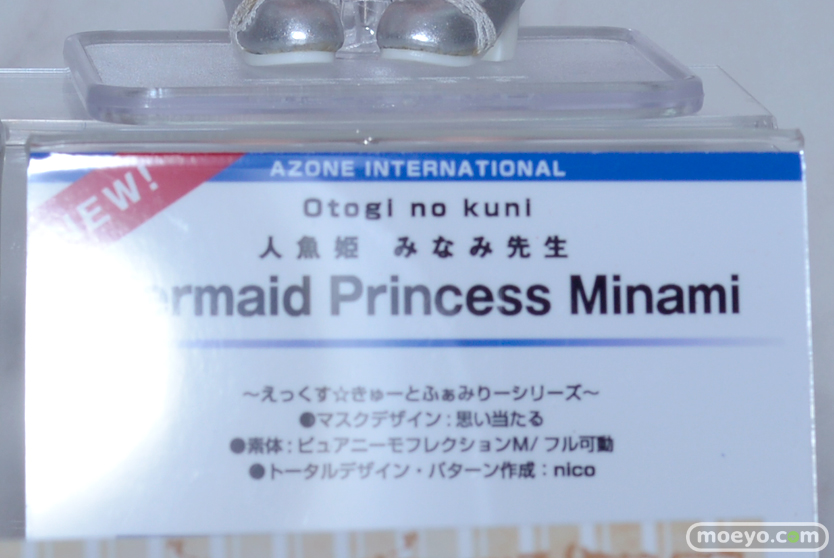 NEW!
AZONE INTERNATIONAL
Otogi no kuni
人魚姫 みなみ先生
ermaid Princess Minami
～えっくす☆きゅーとふぁみりーシリーズ～
●マスクデザイン：思い当たる
●素体：ピュアニーモフレクションM/ フル可動
●トータルデザイン・パターン作成：nico
moeyo.com